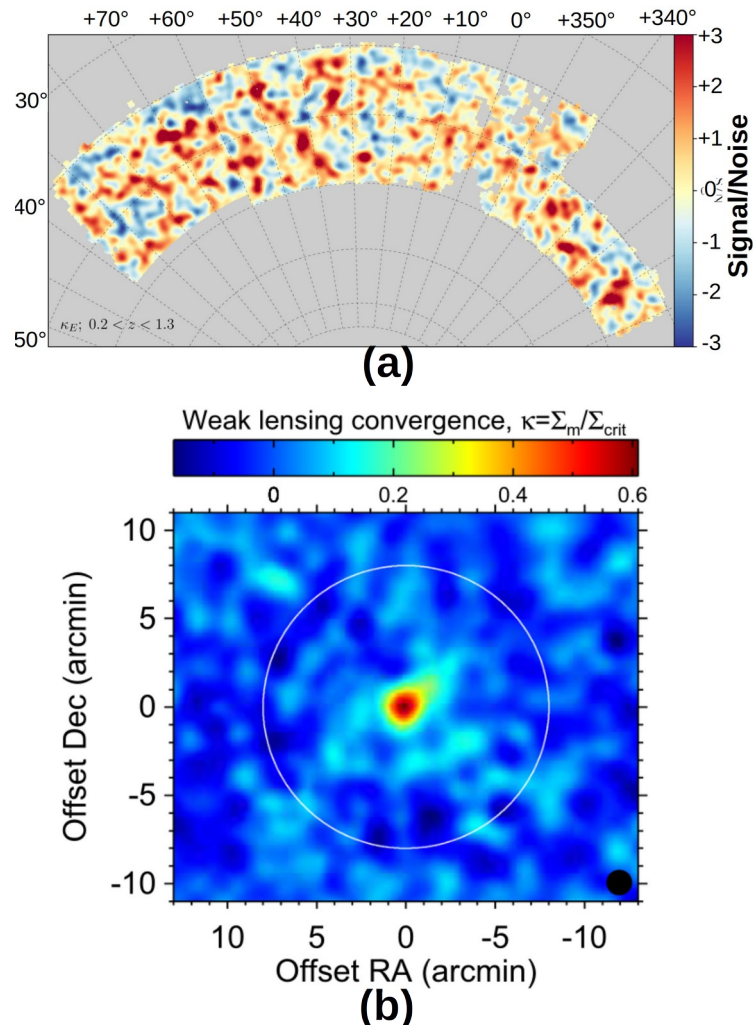 +70° +60° +50° +40° +30° +20° +10° 0° +350° +340°
30°
40°
50°
+3
+2
+1
0
-1
-2
-3
Signal/Noise
κ_E; 0.2 < z < 1.3
(a)
Weak lensing convergence, κ=Σ_m/Σ_crit
0 0.2 0.4 0.6
10
5
0
-5
-10
Offset Dec (arcmin)
10 5 0 -5 -10
Offset RA (arcmin)
(b)